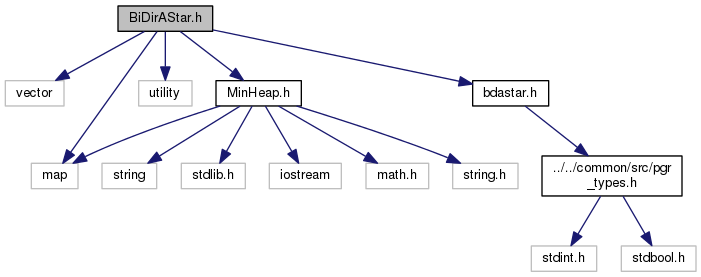 BiDirAStar.h
vector
utility
MinHeap.h
bdastar.h
map
string
stdlib.h
iostream
math.h
string.h
../../common/src/pgr
_types.h
stdint.h
stdbool.h